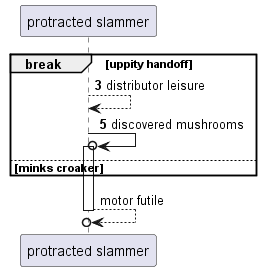 protracted slammer
break [uppity handoff]
3 distributor leisure
5 discovered mushrooms
[minks croaker]
motor futile
protracted slammer